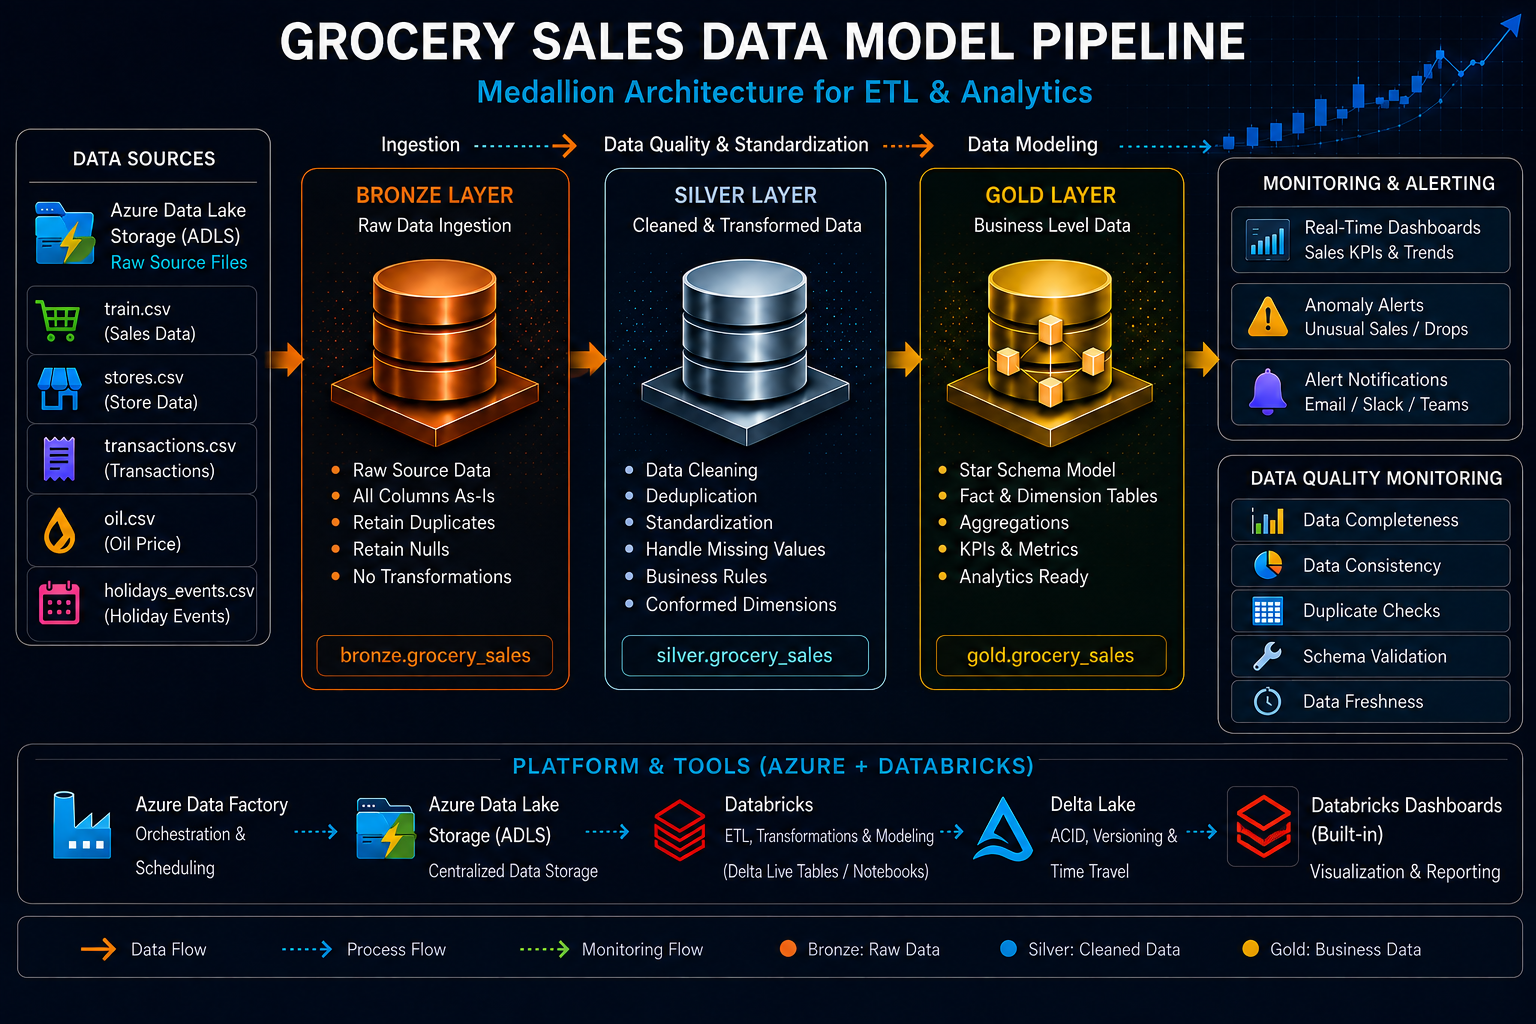 GROCERY SALES DATA MODEL PIPELINE
Medallion Architecture for ETL & Analytics
DATA SOURCES
Azure Data Lake
Storage (ADLS)
Raw Source Files
train.csv
(Sales Data)
stores.csv
(Store Data)
transactions.csv
(Transactions)
oil.csv
(Oil Price)
holidays_events.csv
(Holiday Events)
Ingestion
BRONZE LAYER
Raw Data Ingestion
Raw Source Data
All Columns As-Is
Retain Duplicates
Retain Nulls
No Transformations
bronze.grocery_sales
Data Quality & Standardization
SILVER LAYER
Cleaned & Transformed Data
Data Cleaning
Deduplication
Standardization
Handle Missing Values
Business Rules
Conformed Dimensions
silver.grocery_sales
Data Modeling
GOLD LAYER
Business Level Data
Star Schema Model
Fact & Dimension Tables
Aggregations
KPIs & Metrics
Analytics Ready
gold.grocery_sales
MONITORING & ALERTING
Real-Time Dashboards
Sales KPIs & Trends
Anomaly Alerts
Unusual Sales / Drops
Alert Notifications
Email / Slack / Teams
DATA QUALITY MONITORING
Data Completeness
Data Consistency
Duplicate Checks
Schema Validation
Data Freshness
PLATFORM & TOOLS (AZURE + DATABRICKS)
Azure Data Factory
Orchestration &
Scheduling
Azure Data Lake
Storage (ADLS)
Centralized Data Storage
Databricks
ETL, Transformations & Modeling
(Delta Live Tables / Notebooks)
Delta Lake
ACID, Versioning &
Time Travel
Databricks Dashboards
(Built-in)
Visualization & Reporting
Data Flow
Process Flow
Monitoring Flow
Bronze: Raw Data
Silver: Cleaned Data
Gold: Business Data